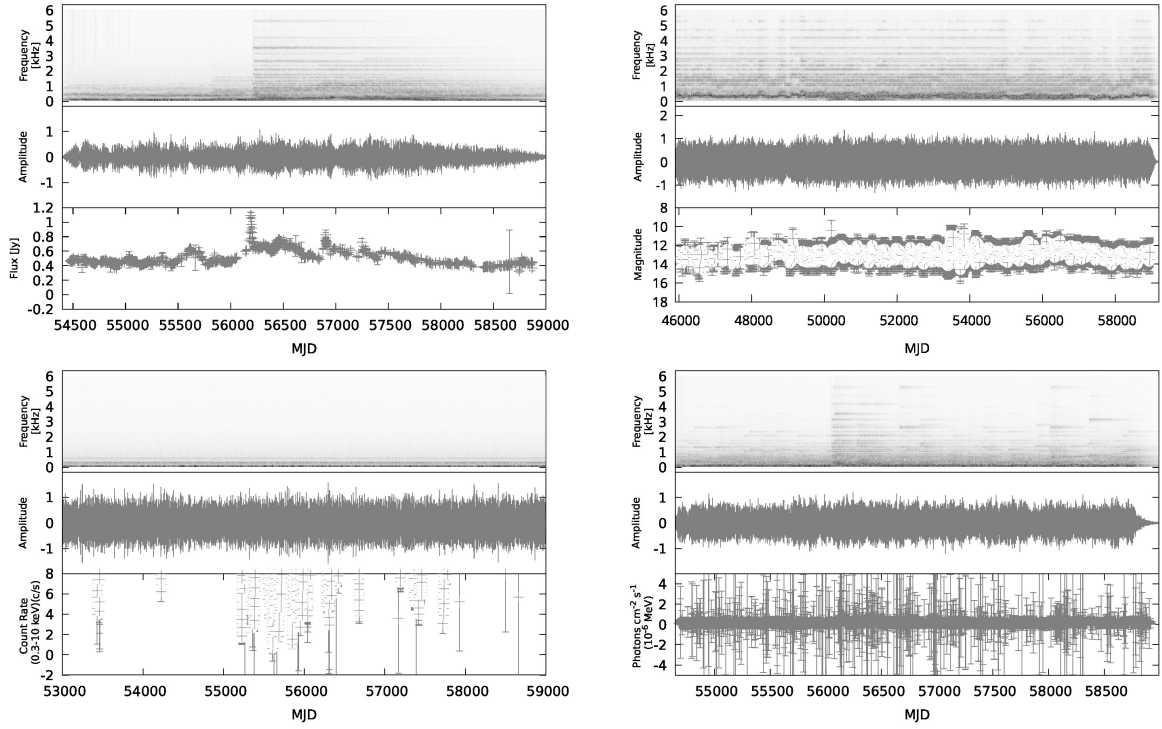 6
5
4
3
2
1
0
Frequency
[kHz]
1
0
-1
Amplitude
1.2
1
0.8
0.6
0.4
0.2
0
-0.2
Flux [Jy]
54500 55000 55500 56000 56500 57000 57500 58000 58500 59000
MJD
6
5
4
3
2
1
0
Frequency
[kHz]
2
1
0
-1
Amplitude
8
10
12
14
16
18
Magnitude
46000 48000 50000 52000 54000 56000 58000
MJD
6
5
4
3
2
1
0
Frequency
[kHz]
1
0
-1
Amplitude
8
6
4
2
0
-2
Count Rate
(0.3-10 keV)(c/s)
53000 54000 55000 56000 57000 58000 59000
MJD
6
5
4
3
2
1
0
Frequency
[kHz]
1
0
-1
Amplitude
4
2
0
-2
-4
Photons cm⁻² s⁻¹
(10⁻⁶ MeV)
55000 55500 56000 56500 57000 57500 58000 58500
MJD